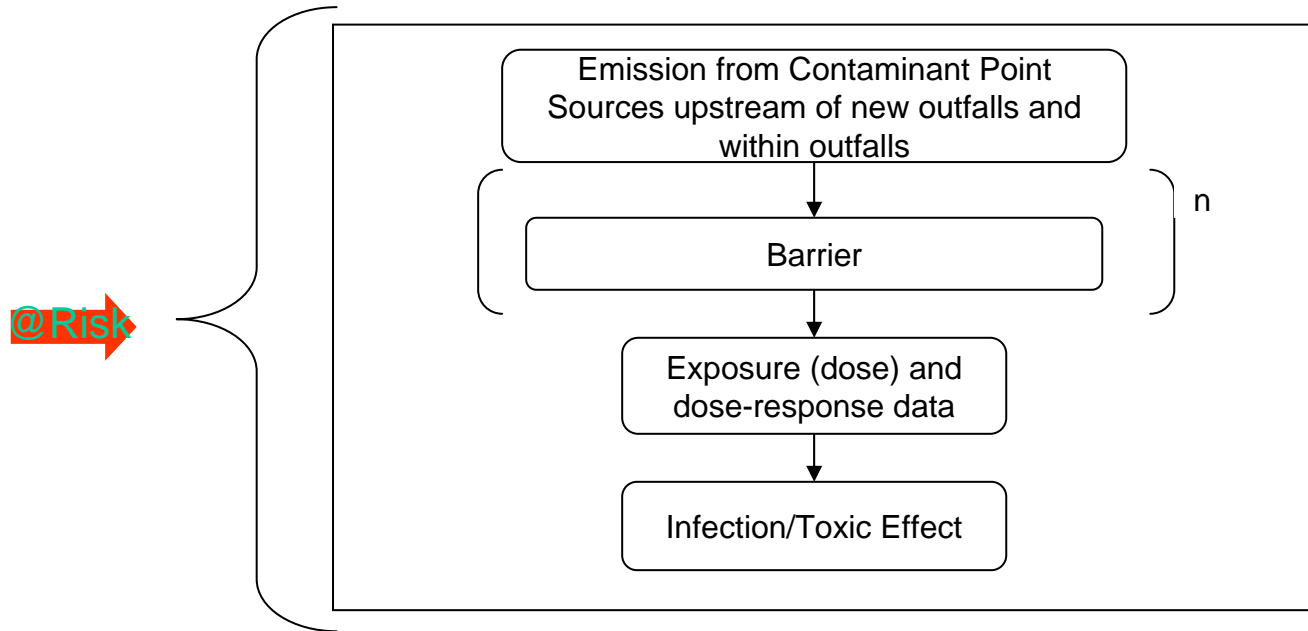 Emission from Contaminant Point
Sources upstream of new outfalls and
within outfalls
n
Barrier
@Risk
Exposure (dose) and
dose-response data
Infection/Toxic Effect